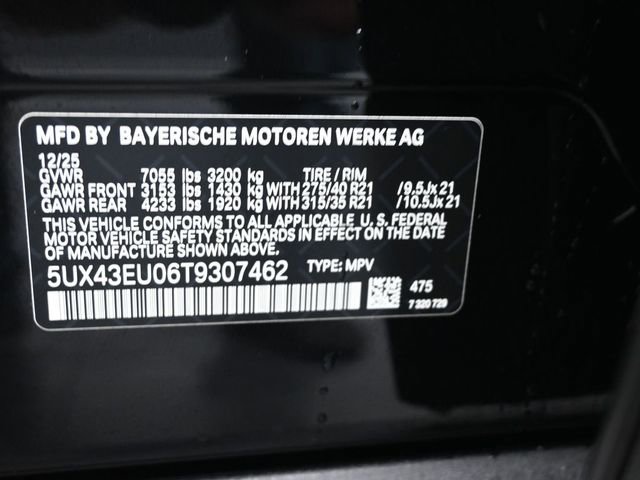 MFD BY BAYERISCHE MOTOREN WERKE AG
12/25
GVWR 7055 lbs 3200 kg TIRE / RIM
GAWR FRONT 3153 lbs 1430 kg WITH 275/40 R21 /9.5Jx21
GAWR REAR 4233 lbs 1920 kg WITH 315/35 R21 /10.5Jx21
THIS VEHICLE CONFORMS TO ALL APPLICABLE U.S. FEDERAL
MOTOR VEHICLE SAFETY STANDARDS IN EFFECT ON THE DATE
OF MANUFACTURE SHOWN ABOVE.
5UX43EU06T9307462 TYPE: MPV
475
7 320 729